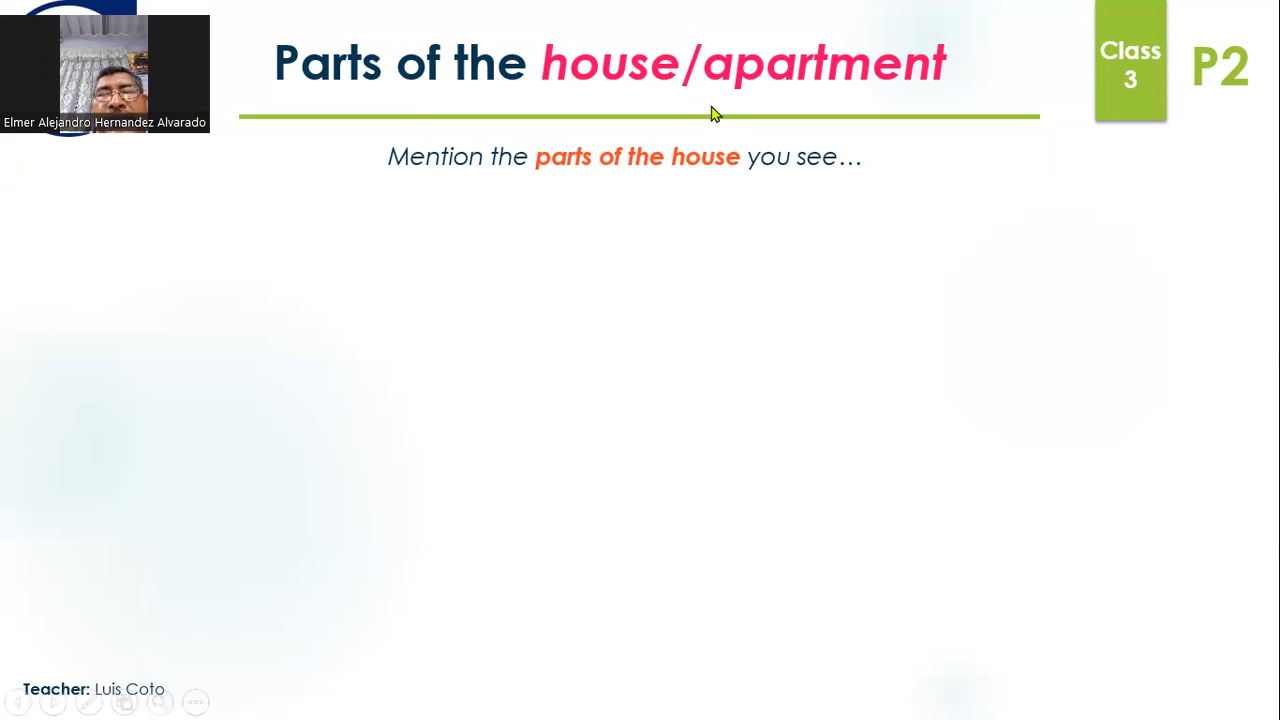 Parts of the house/apartment
Class
3
P2
Elmer Alejandro Hernandez Alvarado
Mention the parts of the house you see…
Teacher: Luis Coto